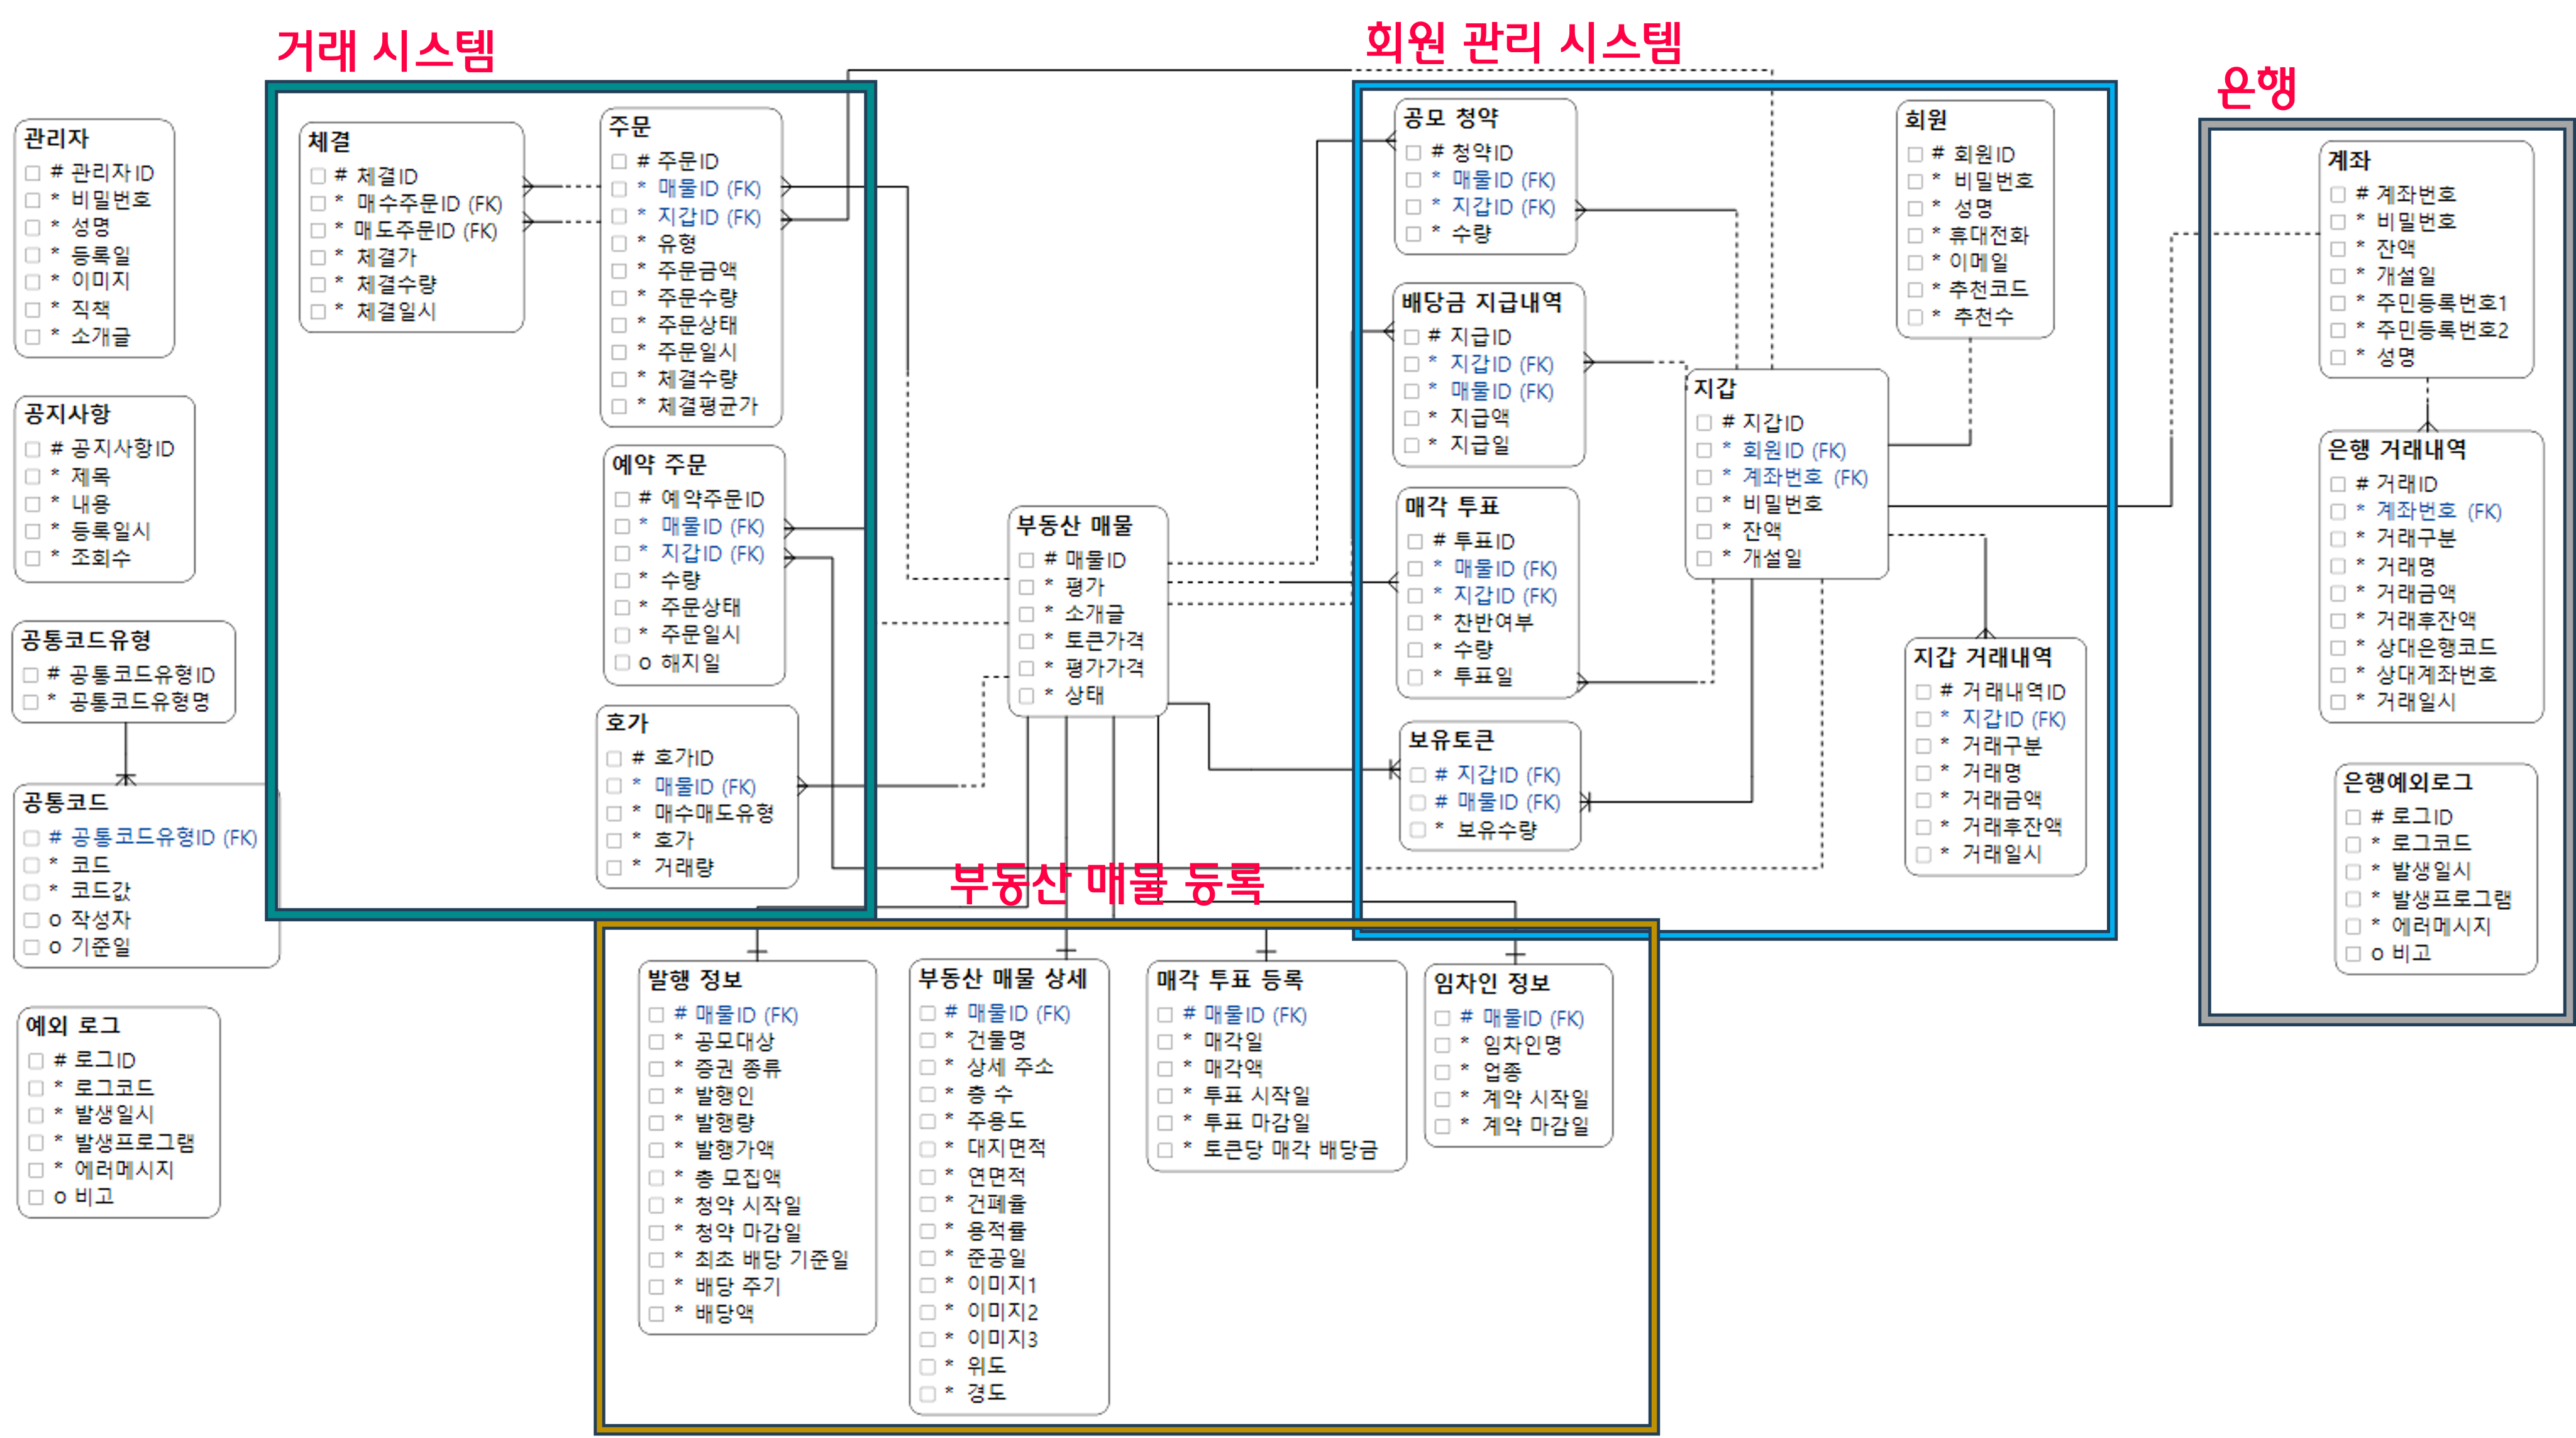 거래 시스템
회원 관리 시스템
은행
관리자
# 관리자ID
* 비밀번호
* 성명
* 등록일
* 이미지
* 직책
* 소개글
공지사항
# 공지사항ID
* 제목
* 내용
* 등록일시
* 조회수
공통코드유형
# 공통코드유형ID
* 공통코드유형명
공통코드
# 공통코드유형ID (FK)
* 코드
* 코드값
o 작성자
o 기준일
예외 로그
# 로그ID
* 로그코드
* 발생일시
* 발생프로그램
* 에러메시지
o 비고
체결
# 체결ID
* 매수주문ID (FK)
* 매도주문ID (FK)
* 체결가
* 체결수량
* 체결일시
주문
# 주문ID
* 매물ID (FK)
* 지갑ID (FK)
* 유형
* 주문금액
* 주문수량
* 주문상태
* 주문일시
* 체결수량
* 체결평균가
예약 주문
# 예약주문ID
* 매물ID (FK)
* 지갑ID (FK)
* 수량
* 주문상태
* 주문일시
o 해지일
호가
# 호가ID
* 매물ID (FK)
* 매수매도유형
* 호가
* 거래량
부동산 매물
# 매물ID
* 평가
* 소개글
* 토큰가격
* 평가가격
* 상태
공모 청약
# 청약ID
* 매물ID (FK)
* 지갑ID (FK)
* 수량
배당금 지급내역
# 지급ID
* 지갑ID (FK)
* 매물ID (FK)
* 지급액
* 지급일
매각 투표
# 투표ID
* 매물ID (FK)
* 지갑ID (FK)
* 찬반여부
* 수량
* 투표일
보유토큰
# 지갑ID (FK)
# 매물ID (FK)
* 보유수량
회원
# 회원ID
* 비밀번호
* 성명
* 휴대전화
* 이메일
* 추천코드
* 추천수
지갑
# 지갑ID
* 회원ID (FK)
* 계좌번호 (FK)
* 비밀번호
* 잔액
* 개설일
지갑 거래내역
# 거래내역ID
* 지갑ID (FK)
* 거래구분
* 거래명
* 거래금액
* 거래후잔액
* 거래일시
계좌
# 계좌번호
* 비밀번호
* 잔액
* 개설일
* 주민등록번호1
* 주민등록번호2
* 성명
은행 거래내역
# 거래ID
* 계좌번호 (FK)
* 거래구분
* 거래명
* 거래금액
* 거래후잔액
* 상대은행코드
* 상대계좌번호
* 거래일시
은행예외로그
# 로그ID
* 로그코드
* 발생일시
* 발생프로그램
* 에러메시지
o 비고
부동산 매물 등록
발행 정보
# 매물ID (FK)
* 공모대상
* 증권 종류
* 발행인
* 발행량
* 발행가액
* 총 모집액
* 청약 시작일
* 청약 마감일
* 최초 배당 기준일
* 배당 주기
* 배당액
부동산 매물 상세
# 매물ID (FK)
* 건물명
* 상세 주소
* 층 수
* 주용도
* 대지면적
* 연면적
* 건폐율
* 용적률
* 준공일
* 이미지1
* 이미지2
* 이미지3
* 위도
* 경도
매각 투표 등록
# 매물ID (FK)
* 매각일
* 매각액
* 투표 시작일
* 투표 마감일
* 토큰당 매각 배당금
임차인 정보
# 매물ID (FK)
* 임차인명
* 업종
* 계약 시작일
* 계약 마감일